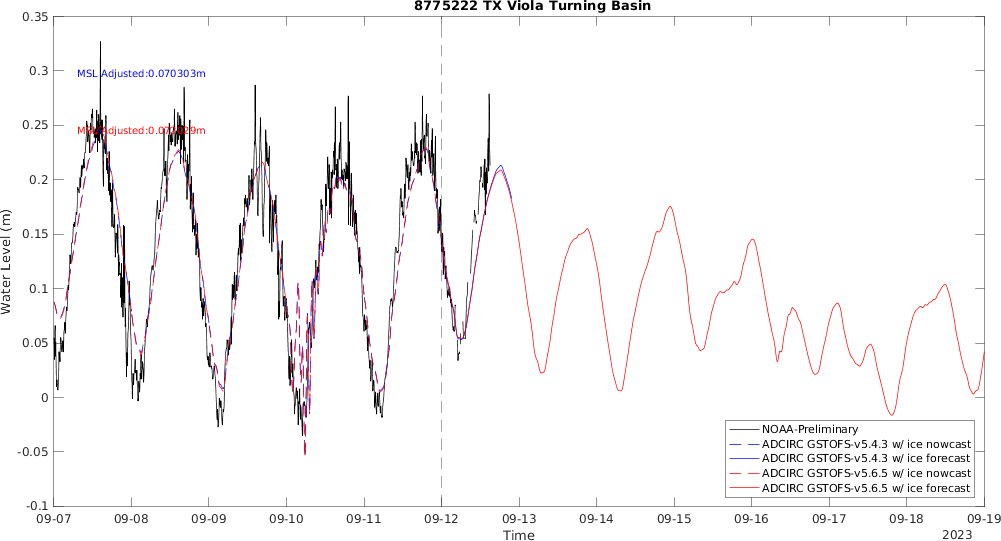 8775222 TX Viola Turning Basin
Water Level (m)
0.35
0.3
0.25
0.2
0.15
0.1
0.05
0
-0.05
-0.1
MSL Adjusted:0.070303m
Adjusted:
NOAA-Preliminary
ADCIRC GSTOFS-v5.4.3 w/ ice nowcast
ADCIRC GSTOFS-v5.4.3 w/ ice forecast
ADCIRC GSTOFS-v5.6.5 w/ ice nowcast
ADCIRC GSTOFS-v5.6.5 w/ ice forecast
09-07 09-08 09-09 09-10 09-11 09-12 09-13 09-14 09-15 09-16 09-17 09-18 09-19
Time
2023